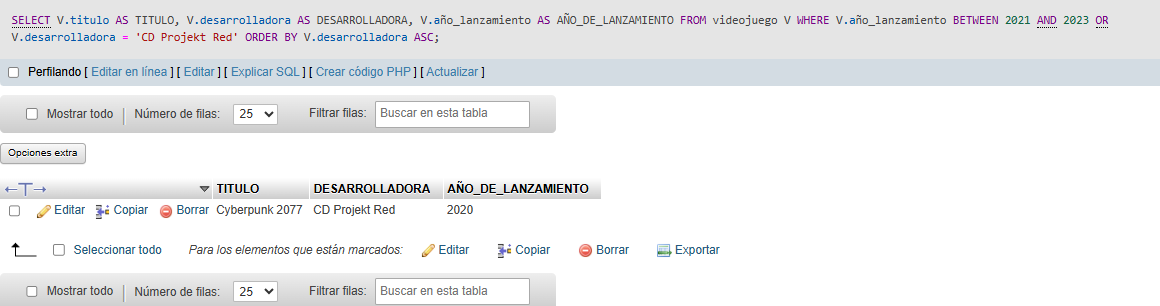 SELECT V.titulo AS TITULO, V.desarrolladora AS DESARROLLADORA, V.año_lanzamiento AS AÑO_DE_LANZAMIENTO FROM videojuego V WHERE V.año_lanzamiento BETWEEN 2021 AND 2023 OR
V.desarrolladora = 'CD Projekt Red' ORDER BY V.desarrolladora ASC;
Perfilando [ Editar en línea ] [ Editar ] [ Explicar SQL ] [ Crear código PHP ] [ Actualizar ]
Mostrar todo Número de filas: 25 Filtrar filas: Buscar en esta tabla
Opciones extra
←T→ TITULO DESARROLLADORA AÑO_DE_LANZAMIENTO
Editar Copiar Borrar Cyberpunk 2077 CD Projekt Red 2020
Seleccionar todo Para los elementos que están marcados: Editar Copiar Borrar Exportar
Mostrar todo Número de filas: 25 Filtrar filas: Buscar en esta tabla